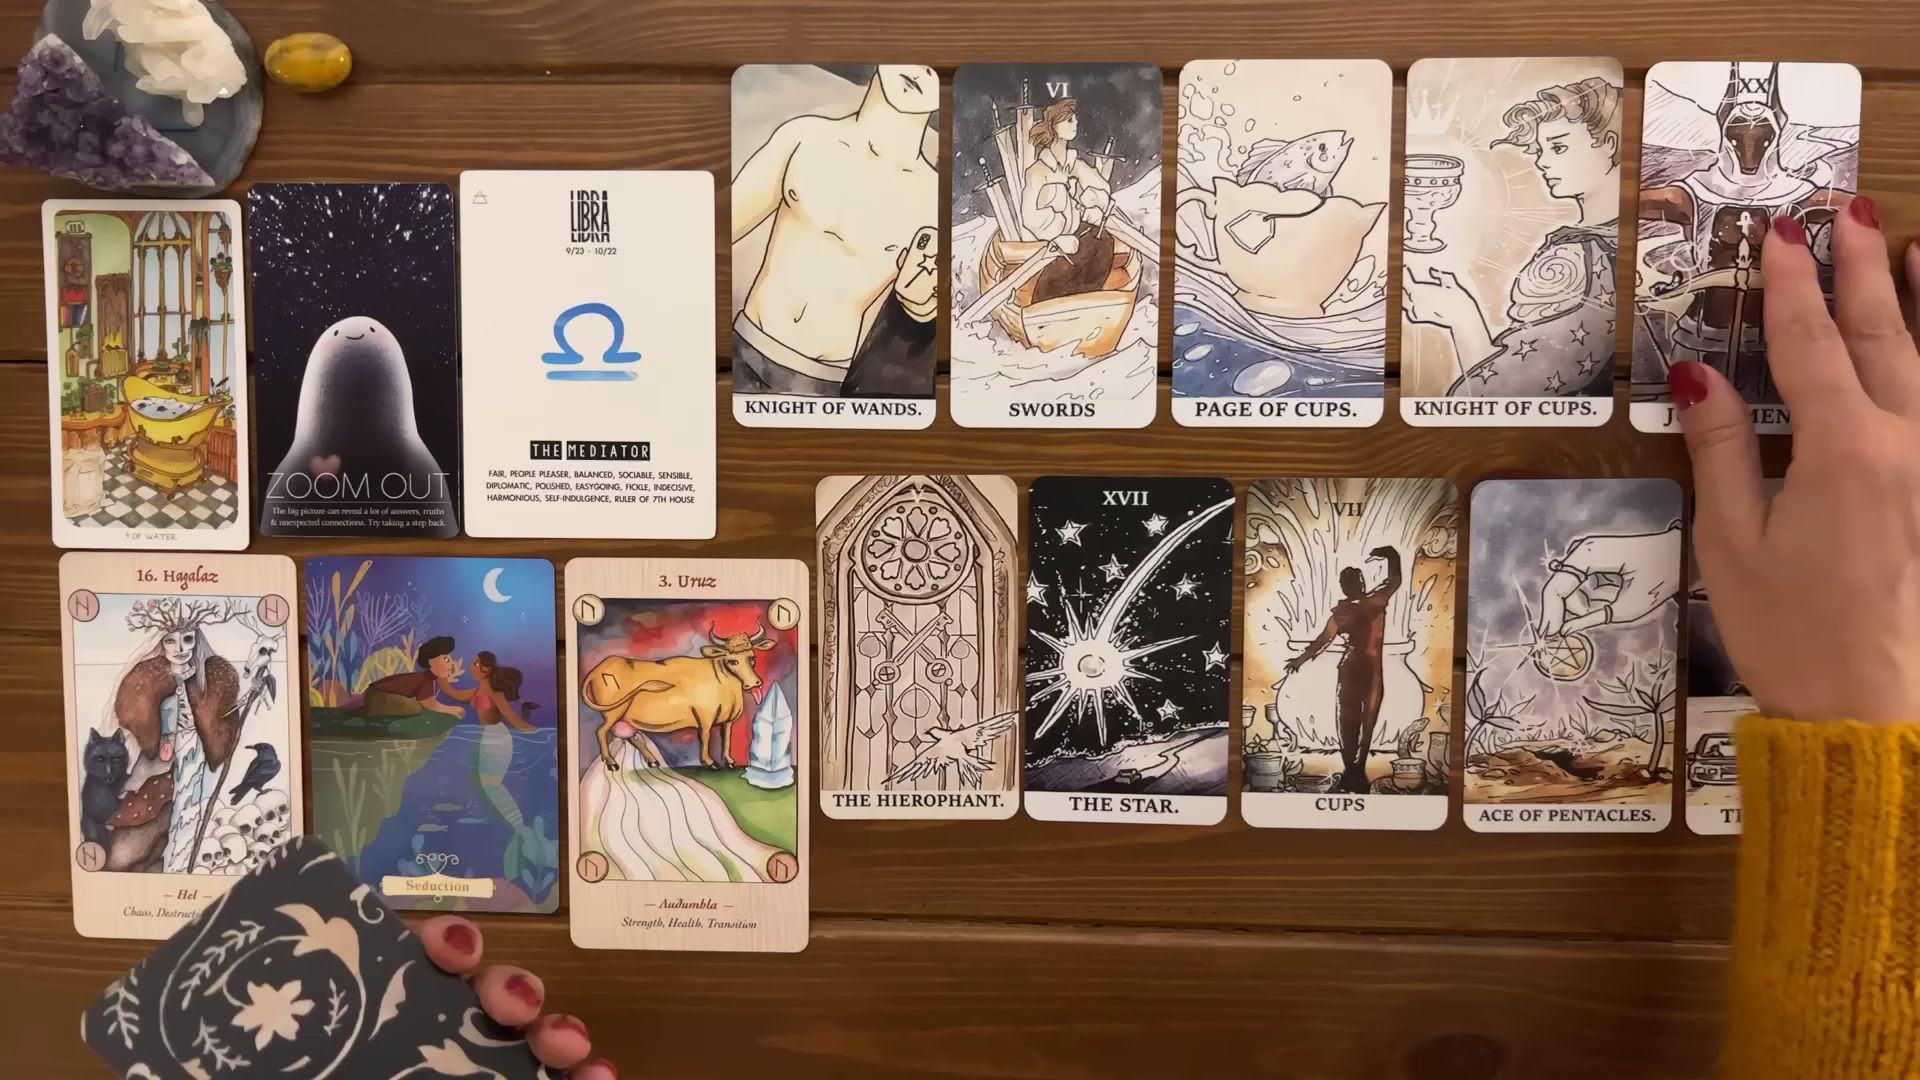 OF WATER.
ZOOM OUT
The big picture can reveal a lot of answers, truths
& unexpected connections. Try taking a step back.
LIBRA
9/23 - 10/22
THE MEDIATOR
FAIR, PEOPLE PLEASER, BALANCED, SOCIABLE, SENSIBLE,
DIPLOMATIC, POLISHED, EASYGOING, FICKLE, INDECISIVE,
HARMONIOUS, SELF-INDULGENCE, RULER OF 7TH HOUSE
KNIGHT OF WANDS.
VI
SWORDS
PAGE OF CUPS.
KNIGHT OF CUPS.
XX
16. Hagalaz
— Hel —
Chaos,
Seduction
3. Uruz
— Audumbla —
Strength, Health, Transition
V
THE HIEROPHANT.
XVII
THE STAR.
VII
CUPS
ACE OF PENTACLES.